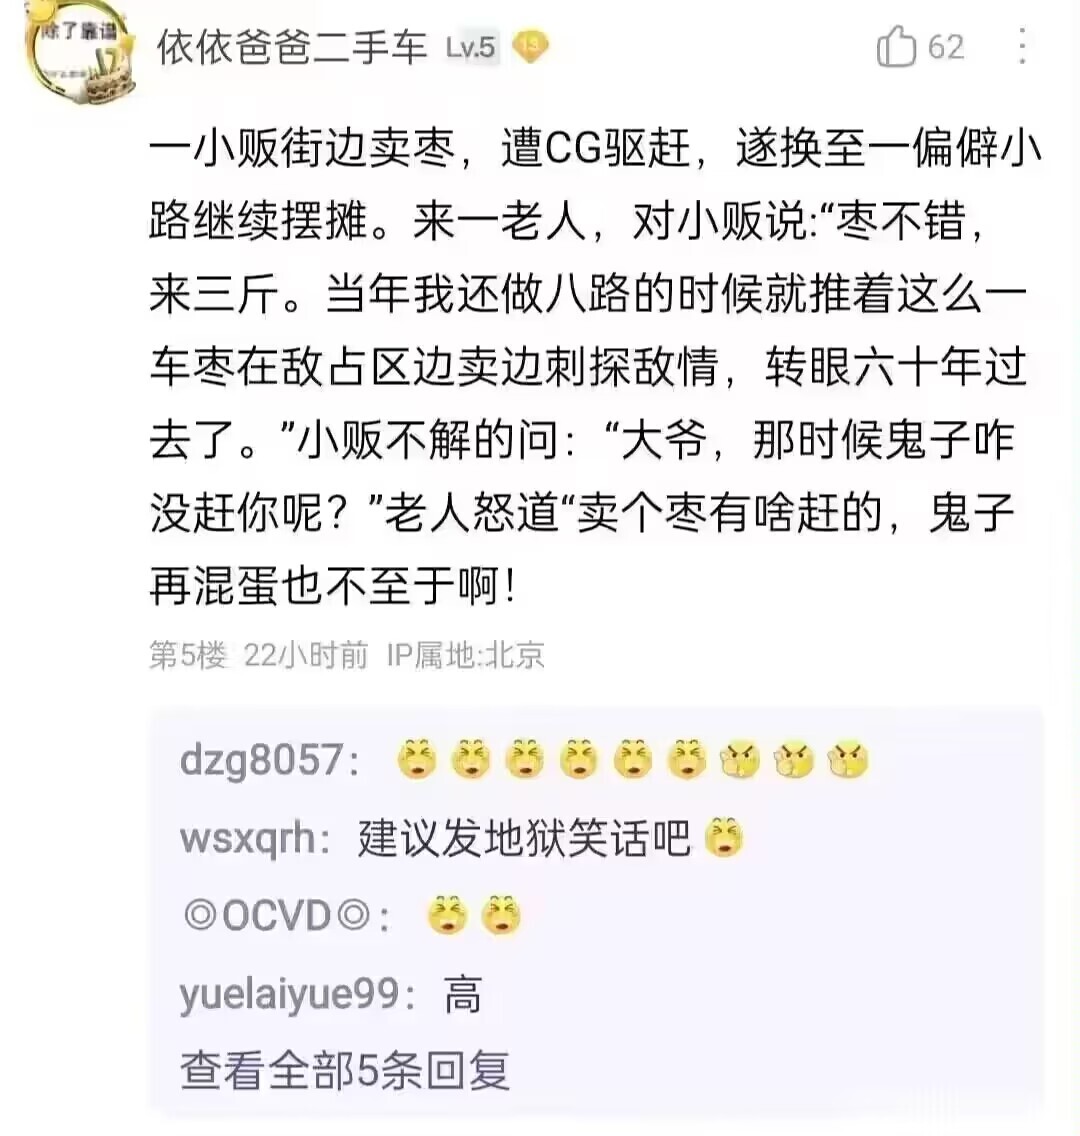 除了靠谱
17
依依爸爸二手车 Lv.5 13 62
一小贩街边卖枣，遭CG驱赶，遂换至一偏僻小
路继续摆摊。来一老人，对小贩说:“枣不错，
来三斤。当年我还做八路的时候就推着这么一
车枣在敌占区边卖边刺探敌情，转眼六十年过
去了。”小贩不解的问：“大爷，那时候鬼子咋
没赶你呢？”老人怒道“卖个枣有啥赶的，鬼子
再混蛋也不至于啊！
第5楼 22小时前 IP属地:北京
dzg8057：
wsxqrh：建议发地狱笑话吧
◎OCVD◎：
yuelaiyue99：高
查看全部5条回复